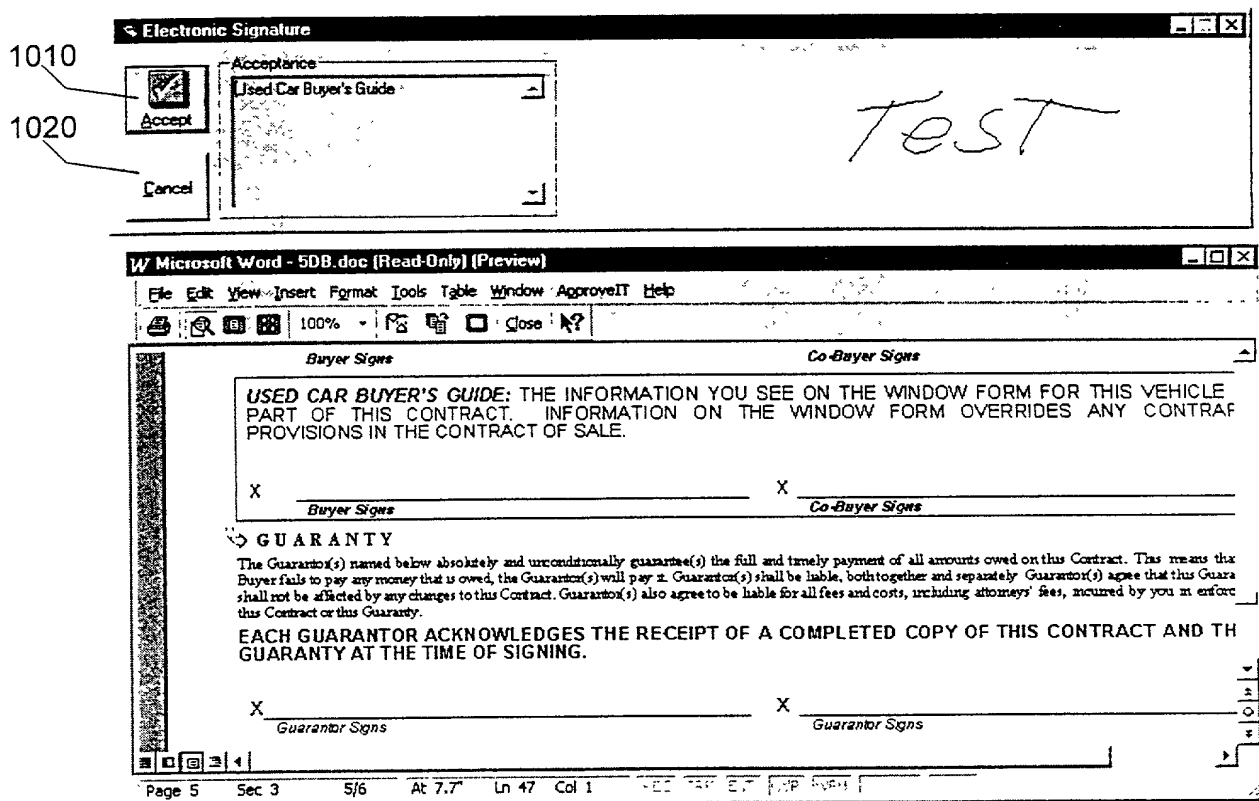 Electronic Signature
1010
Acceptance
Used Car Buyer's Guide
Accept
1020
Cancel
TEST
W Microsoft Word - 5DB.doc (Read-Only) (Preview)
File Edit View Insert Format Tools Table Window ApproveIT Help
100% Close
Buyer Signs Co-Buyer Signs
USED CAR BUYER'S GUIDE: THE INFORMATION YOU SEE ON THE WINDOW FORM FOR THIS VEHICLE
PART OF THIS CONTRACT. INFORMATION ON THE WINDOW FORM OVERRIDES ANY CONTRAR
PROVISIONS IN THE CONTRACT OF SALE.
X X
Buyer Signs Co-Buyer Signs
GUARANTY
The Guarantor(s) named below absolutely and unconditionally guarantee(s) the full and timely payment of all amounts owed on this Contract. This means that
Buyer fails to pay any money that is owed, the Guarantor(s) will pay it. Guarantor(s) shall be liable, both together and separately. Guarantor(s) agree that this Guara
shall not be affected by any changes to this Contract. Guarantor(s) also agree to be liable for all fees and costs, including attorneys' fees, incurred by you in enforc
this Contract or this Guaranty.
EACH GUARANTOR ACKNOWLEDGES THE RECEIPT OF A COMPLETED COPY OF THIS CONTRACT AND TH
GUARANTY AT THE TIME OF SIGNING.
X X
Guarantor Signs Guarantor Signs
Page 5 Sec 3 5/6 At 7.7" Ln 47 Col 1